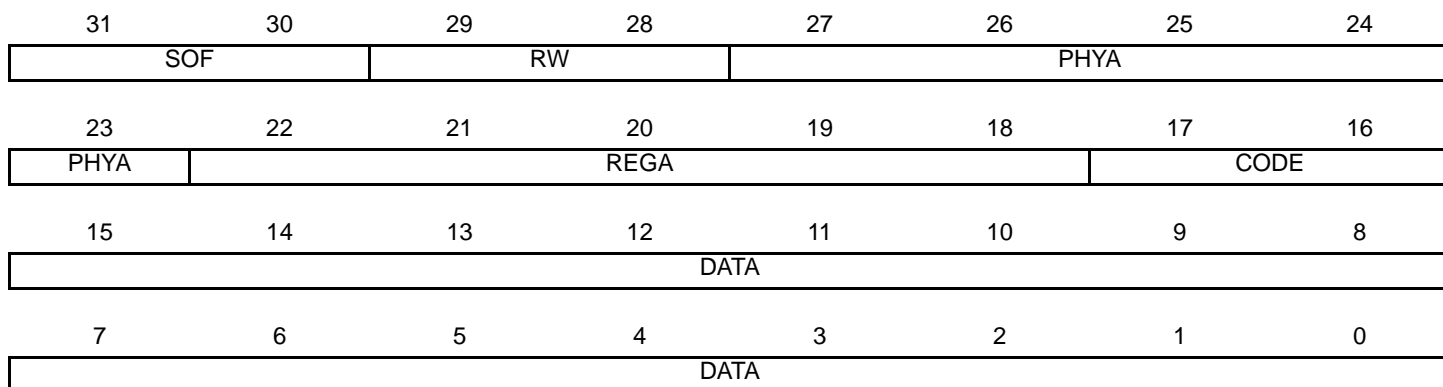 31 30 29 28 27 26 25 24
SOF RW PHYA
23 22 21 20 19 18 17 16
PHYA REGA CODE
15 14 13 12 11 10 9 8
DATA
7 6 5 4 3 2 1 0
DATA